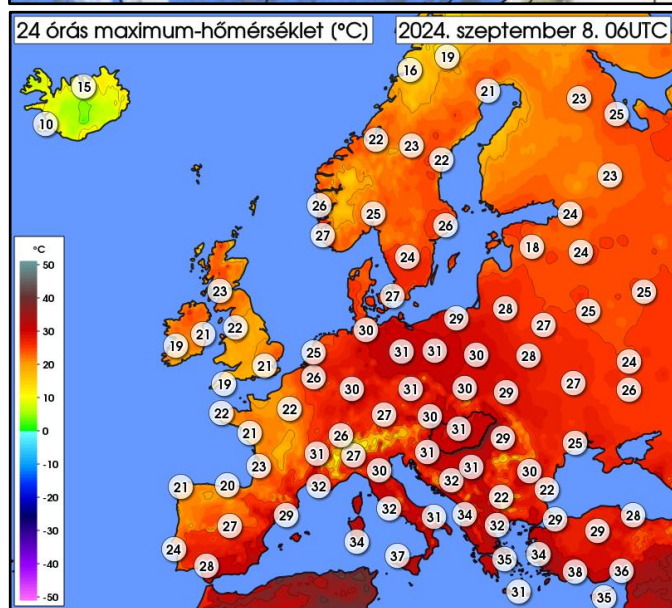 24 órás maximum-hőmérséklet (°C) 2024. szeptember 8. 06UTC
16 19
15 21 23
10 25
22 23 22
23
26 25 26 24
27 24 18 24
23 27 25
19 21 22 30 29 28 27 25
21 25 31 31 30 28 24
19 26 30 31 30 29 27 26
22 22 27 30 31 29 25
21 26 31
23 31 27 30 32 31 30
21 20 32 22 22
29 32 31 34 22 29 28
27 29
24 34 37 35 34
28 38 36
31 35
°C
50
40
30
20
10
0
-10
-20
-30
-40
-50